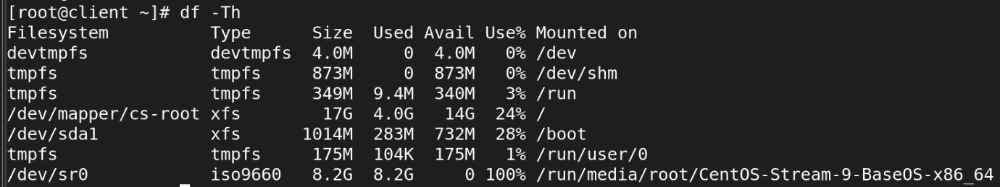 [root@client ~]# df -Th
Filesystem          Type      Size  Used Avail Use% Mounted on
devtmpfs            devtmpfs  4.0M     0  4.0M   0% /dev
tmpfs               tmpfs     873M     0  873M   0% /dev/shm
tmpfs               tmpfs     349M  9.4M  340M   3% /run
/dev/mapper/cs-root xfs        17G  4.0G   14G  24% /
/dev/sda1           xfs      1014M  283M  732M  28% /boot
tmpfs               tmpfs     175M  104K  175M   1% /run/user/0
/dev/sr0            iso9660   8.2G  8.2G     0 100% /run/media/root/CentOS-Stream-9-BaseOS-x86_64